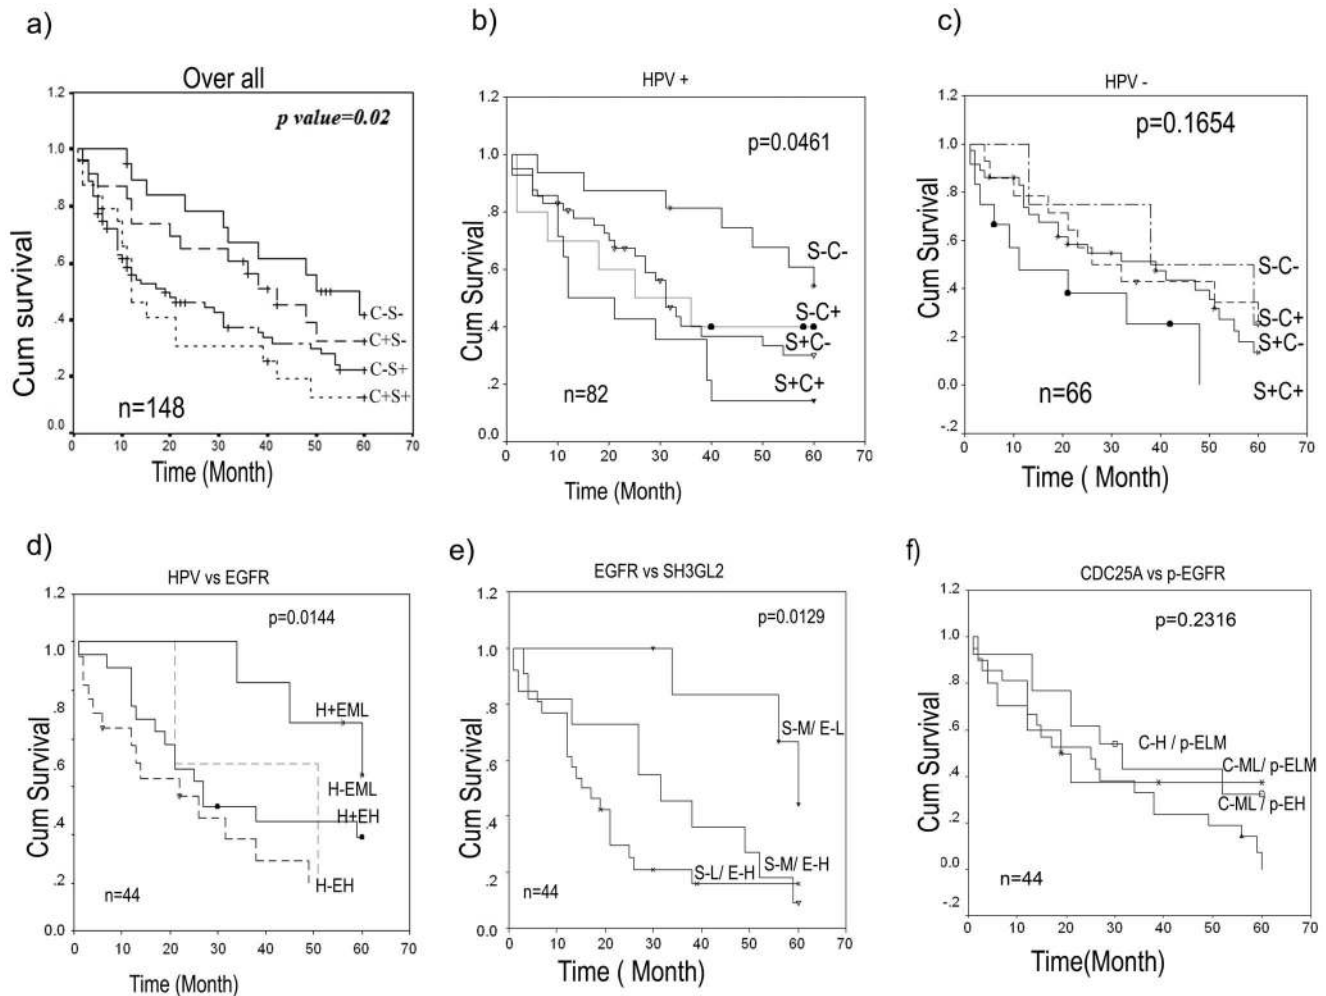 a)
Over all
1.2
1.0
.8
.6
.4
.2
0.0
p value=0.02
C-S-
C+S-
C-S+
C+S+
n=148
Cum survival
0 10 20 30 40 50 60 70
Time (Month)
b)
HPV +
1.2
1.0
.8
.6
.4
.2
0.0
p=0.0461
S-C-
S-C+
S+C-
S+C+
n=82
Cum Survival
0 10 20 30 40 50 60 70
Time (Month)
c)
HPV -
1.2
1.0
.8
.6
.4
.2
.0
-.2
p=0.1654
S-C-
S-C+
S+C-
S+C+
n=66
Cum Survival
0 10 20 30 40 50 60 70
Time ( Month)
d)
HPV vs EGFR
1.2
1.0
.8
.6
.4
.2
0.0
p=0.0144
H+EML
H-EML
H+EH
H-EH
n=44
Cum Survival
0 10 20 30 40 50 60 70
Time (Month)
e)
EGFR vs SH3GL2
1.2
1.0
.8
.6
.4
.2
0.0
p=0.0129
S-M/ E-L
S-M/ E-H
S-L/ E-H
n=44
Cum Survival
0 10 20 30 40 50 60 70
Time ( Month)
f)
CDC25A vs p-EGFR
1.2
1.0
.8
.6
.4
.2
.0
-.2
p=0.2316
C-H / p-ELM
C-ML/ p-ELM
C-ML / p-EH
n=44
Cum Survival
0 10 20 30 40 50 60 70
Time(Month)